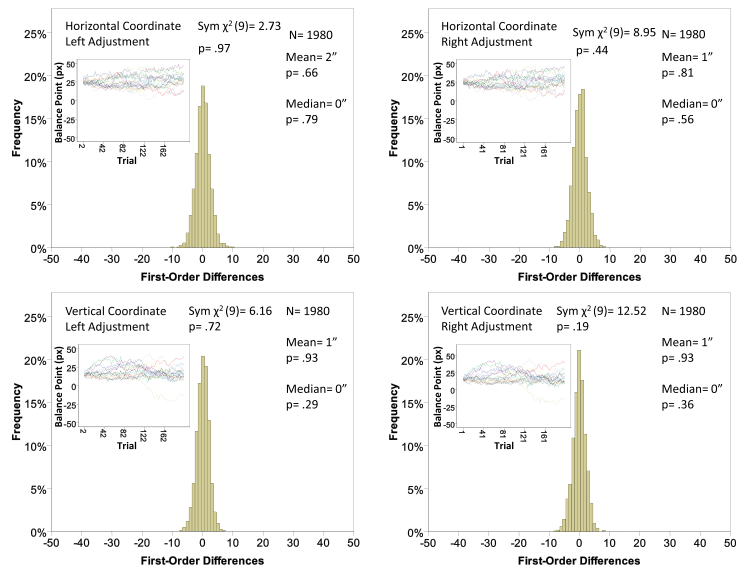 Horizontal Coordinate
Left Adjustment
Sym χ² (9)= 2.73
p= .97
N= 1980
Mean= 2”
p= .66
Median= 0”
p= .79
Frequency
25%
20%
15%
10%
5%
0%
Balance Point (px)
50
25
0
-25
-50
2
42
82
122
162
Trial
-50 -40 -30 -20 -10 0 10 20 30 40 50
First-Order Differences
Horizontal Coordinate
Right Adjustment
Sym χ² (9)= 8.95
p= .44
N= 1980
Mean= 1”
p= .81
Median= 0”
p= .56
Frequency
25%
20%
15%
10%
5%
0%
Balance Point (px)
50
25
0
-25
-50
1
41
81
121
161
Trial
-50 -40 -30 -20 -10 0 10 20 30 40 50
First-Order Differences
Vertical Coordinate
Left Adjustment
Sym χ² (9)= 6.16
p= .72
N= 1980
Mean= 1”
p= .93
Median= 0”
p= .29
Frequency
25%
20%
15%
10%
5%
0%
Balance Point (px)
50
25
0
-25
-50
2
42
82
122
162
Trial
-50 -40 -30 -20 -10 0 10 20 30 40 50
First-Order Differences
Vertical Coordinate
Right Adjustment
Sym χ² (9)= 12.52
p= .19
N= 1980
Mean= 1”
p= .93
Median= 0”
p= .36
Frequency
25%
20%
15%
10%
5%
0%
Balance Point (px)
50
25
0
-25
-50
1
41
81
121
161
Trial
-50 -40 -30 -20 -10 0 10 20 30 40 50
First-Order Differences